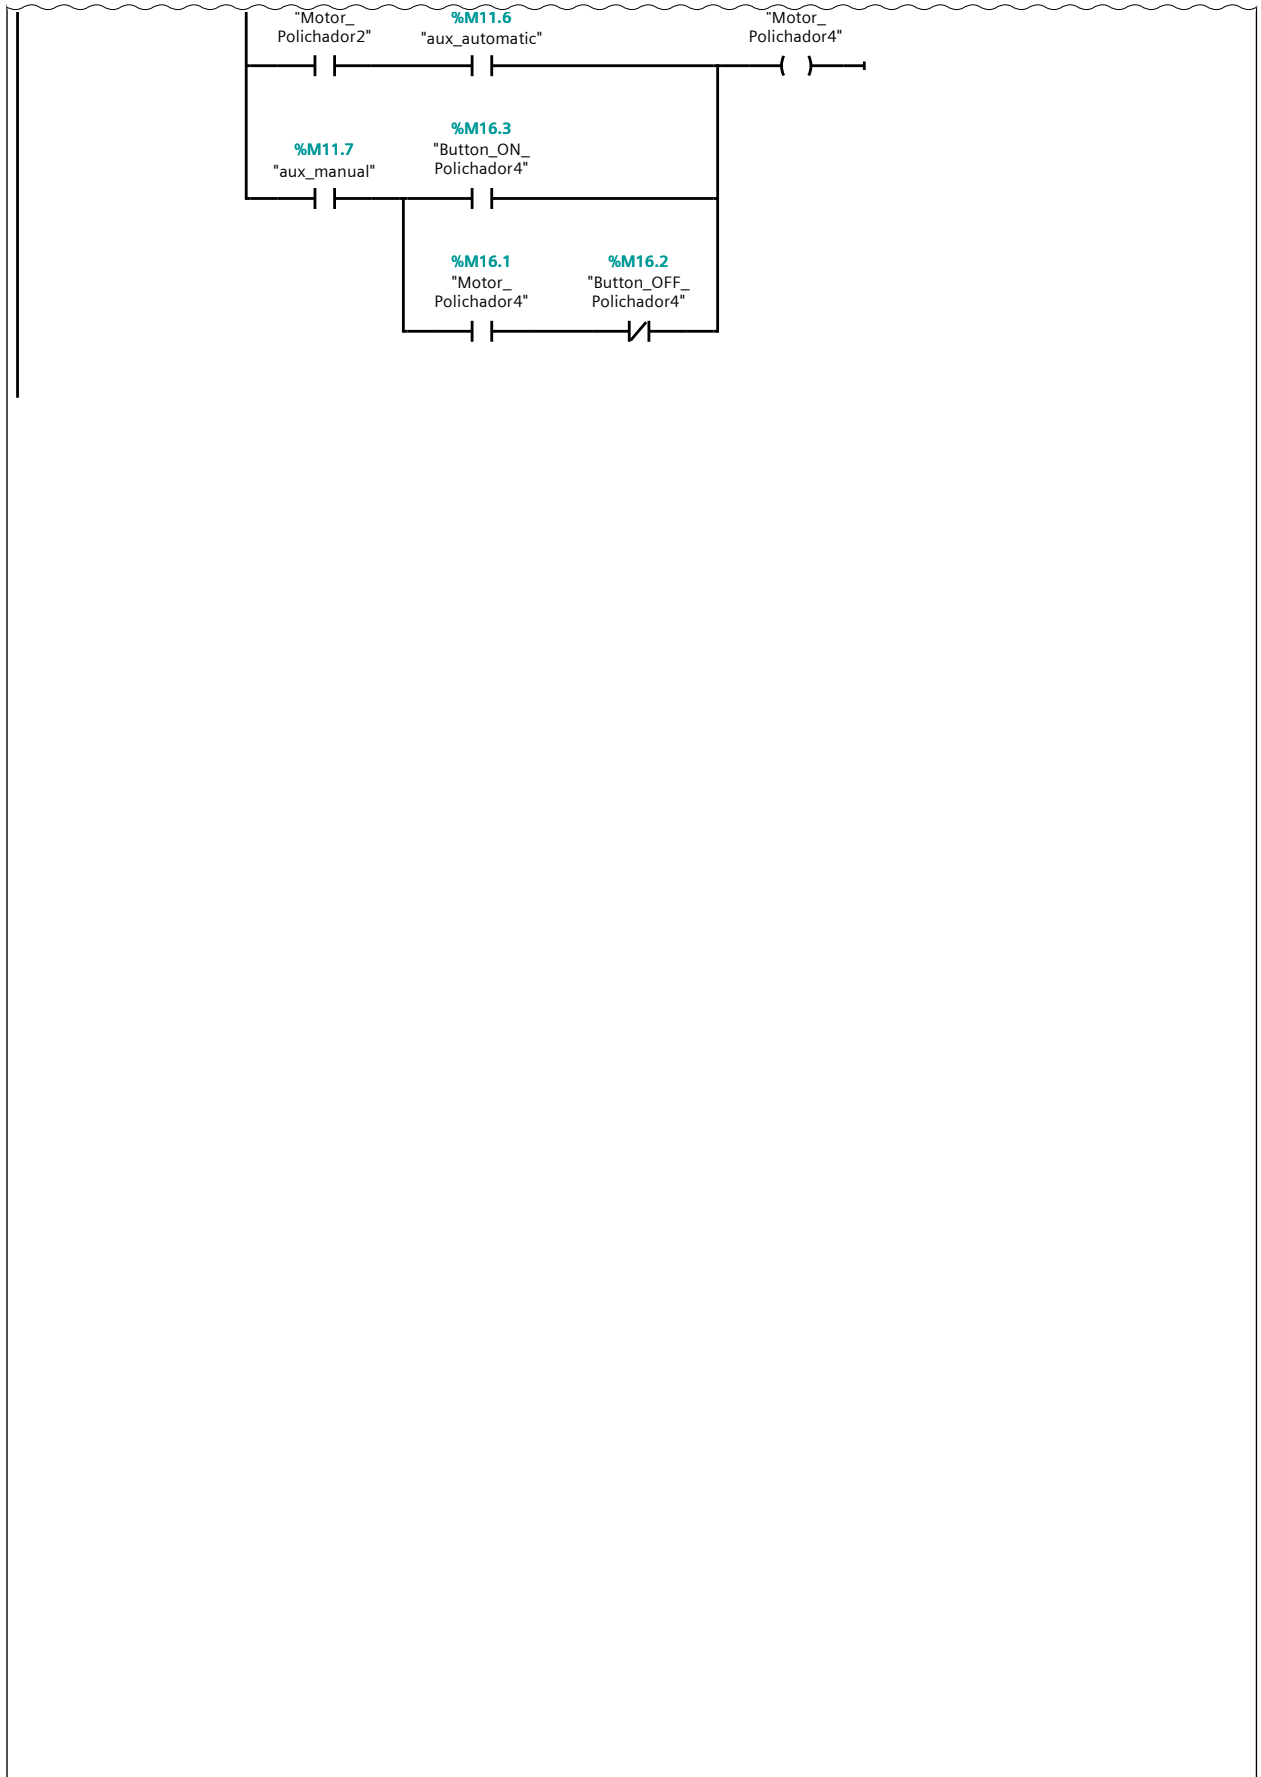 "Motor_
Polichador2"
%M11.6
"aux_automatic"
"Motor_
Polichador4"
%M11.7
"aux_manual"
%M16.3
"Button_ON_
Polichador4"
%M16.1
"Motor_
Polichador4"
%M16.2
"Button_OFF_
Polichador4"